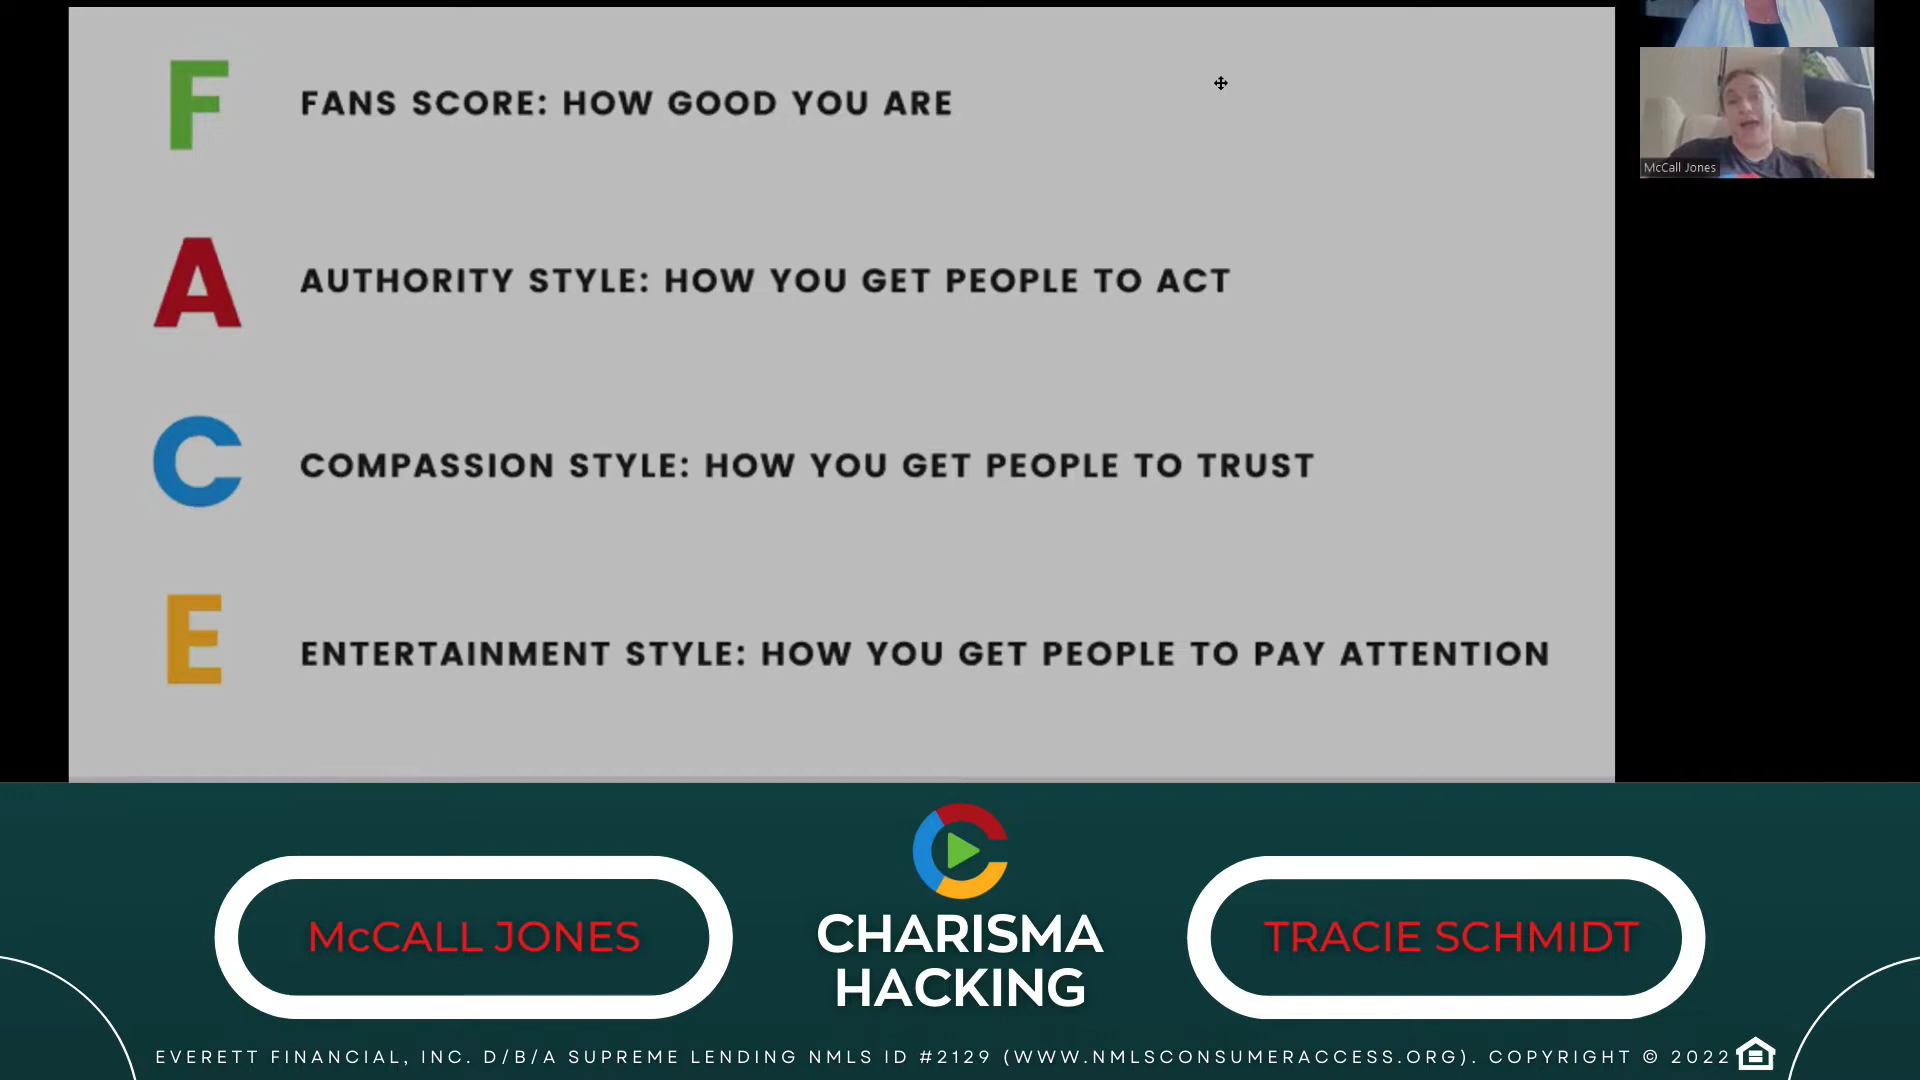 F FANS SCORE: HOW GOOD YOU ARE
A AUTHORITY STYLE: HOW YOU GET PEOPLE TO ACT
C COMPASSION STYLE: HOW YOU GET PEOPLE TO TRUST
E ENTERTAINMENT STYLE: HOW YOU GET PEOPLE TO PAY ATTENTION
McCall Jones
McCALL JONES
CHARISMA
HACKING
TRACIE SCHMIDT
EVERETT FINANCIAL, INC. D/B/A SUPREME LENDING NMLS ID #2129 (WWW.NMLSCONSUMERACCESS.ORG). COPYRIGHT © 2022